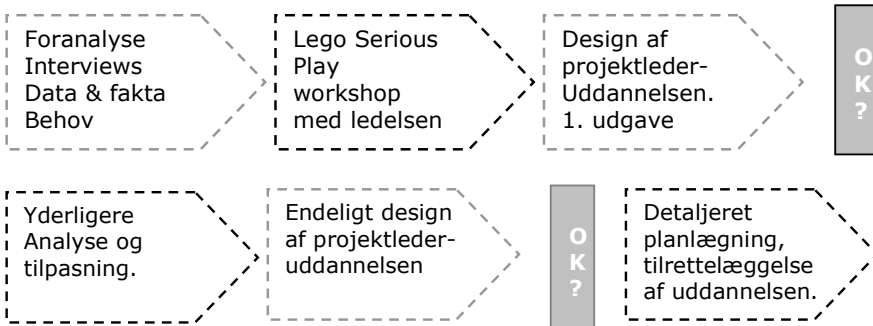 Foranalyse
Interviews
Data & fakta
Behov
Lego Serious
Play
workshop
med ledelsen
Design af
projektleder-
Uddannelsen.
1. udgave
O
K
?
Yderligere
Analyse og
tilpasning.
Endeligt design
af projektleder-
uddannelsen
O
K
?
Detaljeret
planlægning,
tilrettelæggelse
af uddannelsen.